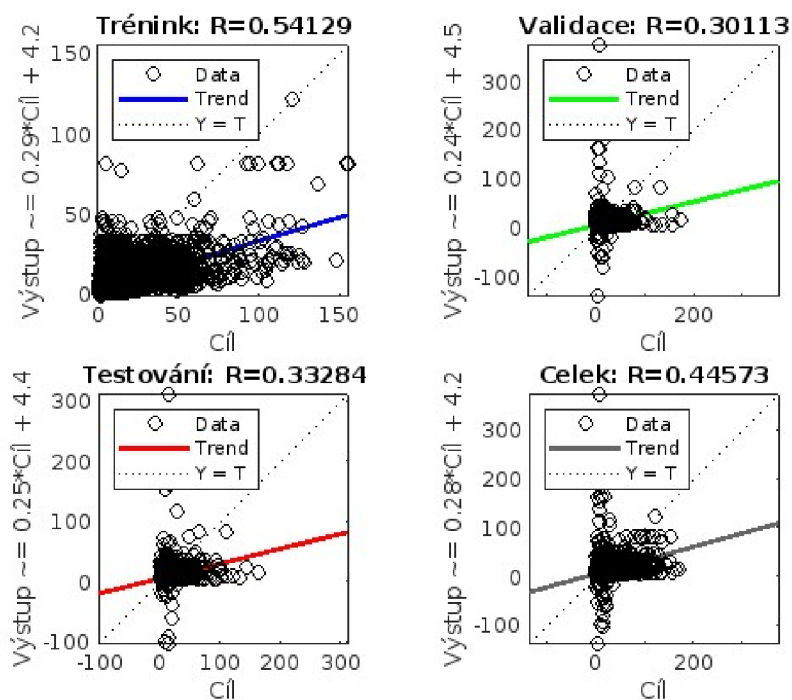 Trénink: R=0.54129
Výstup ~= 0.29*Cíl + 4.2
150
100
50
0
Data
Trend
Y = T
0
50
100
150
Cíl
Validace: R=0.30113
Výstup ~= 0.24*Cíl + 4.5
300
200
100
0
-100
Data
Trend
Y = T
0
200
Cíl
Testování: R=0.33284
Výstup ~= 0.25*Cíl + 4.4
300
200
100
0
-100
Data
Trend
Y = T
-100
0
100
200
300
Cíl
Celek: R=0.44573
Výstup ~= 0.28*Cíl + 4.2
300
200
100
0
-100
Data
Trend
Y = T
0
200
Cíl